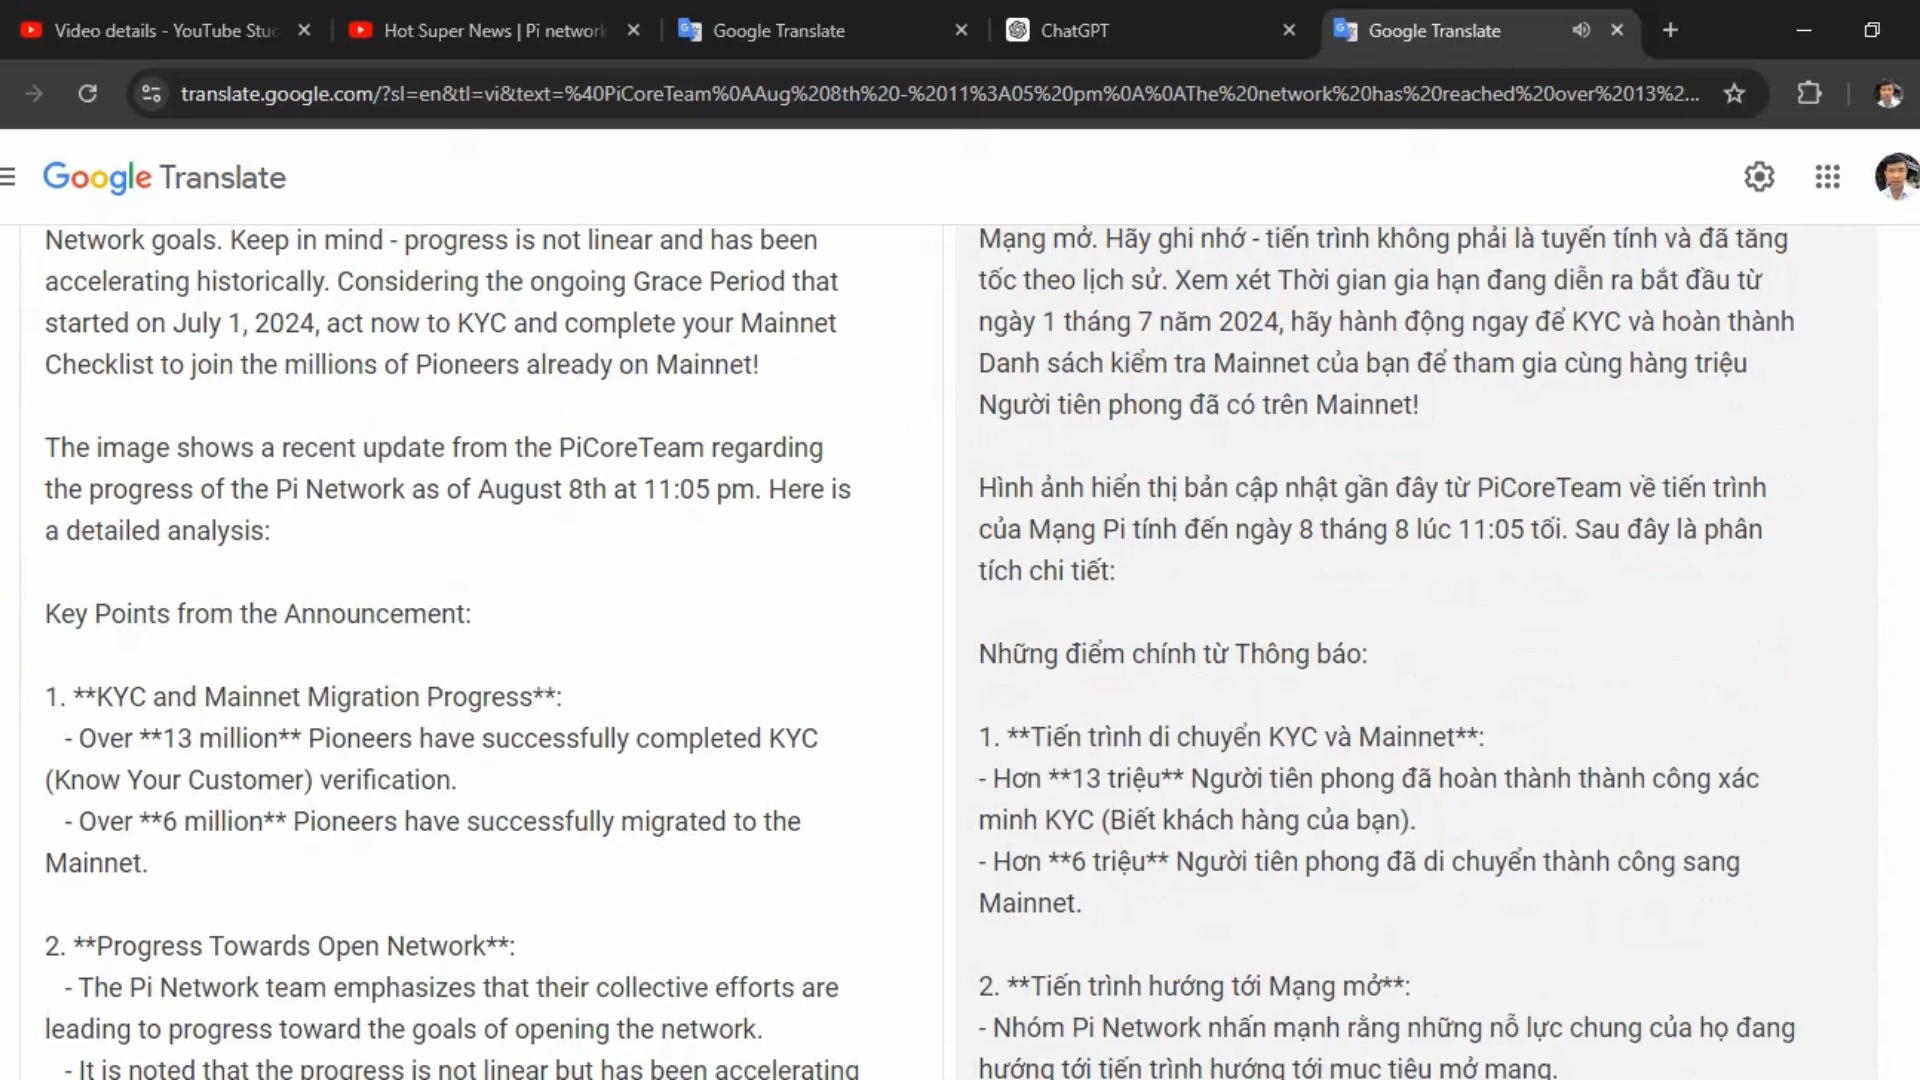 Video details - YouTube Stud
Hot Super News | Pi network
Google Translate
ChatGPT
Google Translate
translate.google.com/?sl=en&tl=vi&text=%40PiCoreTeam%0AAug%208th%20-%2011%3A05%20pm%0A%0AThe%20network%20has%20reached%20over%2013%2...
Google Translate
Network goals. Keep in mind - progress is not linear and has been
accelerating historically. Considering the ongoing Grace Period that
started on July 1, 2024, act now to KYC and complete your Mainnet
Checklist to join the millions of Pioneers already on Mainnet!
The image shows a recent update from the PiCoreTeam regarding
the progress of the Pi Network as of August 8th at 11:05 pm. Here is
a detailed analysis:
Key Points from the Announcement:
1. **KYC and Mainnet Migration Progress**:
- Over **13 million** Pioneers have successfully completed KYC
(Know Your Customer) verification.
- Over **6 million** Pioneers have successfully migrated to the
Mainnet.
2. **Progress Towards Open Network**:
- The Pi Network team emphasizes that their collective efforts are
leading to progress toward the goals of opening the network.
- It is noted that the progress is not linear but has been accelerating
Mạng mở. Hãy ghi nhớ - tiến trình không phải là tuyến tính và đã tăng
tốc theo lịch sử. Xem xét Thời gian gia hạn đang diễn ra bắt đầu từ
ngày 1 tháng 7 năm 2024, hãy hành động ngay để KYC và hoàn thành
Danh sách kiểm tra Mainnet của bạn để tham gia cùng hàng triệu
Người tiên phong đã có trên Mainnet!
Hình ảnh hiển thị bản cập nhật gần đây từ PiCoreTeam về tiến trình
của Mạng Pi tính đến ngày 8 tháng 8 lúc 11:05 tối. Sau đây là phân
tích chi tiết:
Những điểm chính từ Thông báo:
1. **Tiến trình di chuyển KYC và Mainnet**:
- Hơn **13 triệu** Người tiên phong đã hoàn thành thành công xác
minh KYC (Biết khách hàng của bạn).
- Hơn **6 triệu** Người tiên phong đã di chuyển thành công sang
Mainnet.
2. **Tiến trình hướng tới Mạng mở**:
- Nhóm Pi Network nhấn mạnh rằng những nỗ lực chung của họ đang
hướng tới tiến trình hướng tới mục tiêu mở mạng.